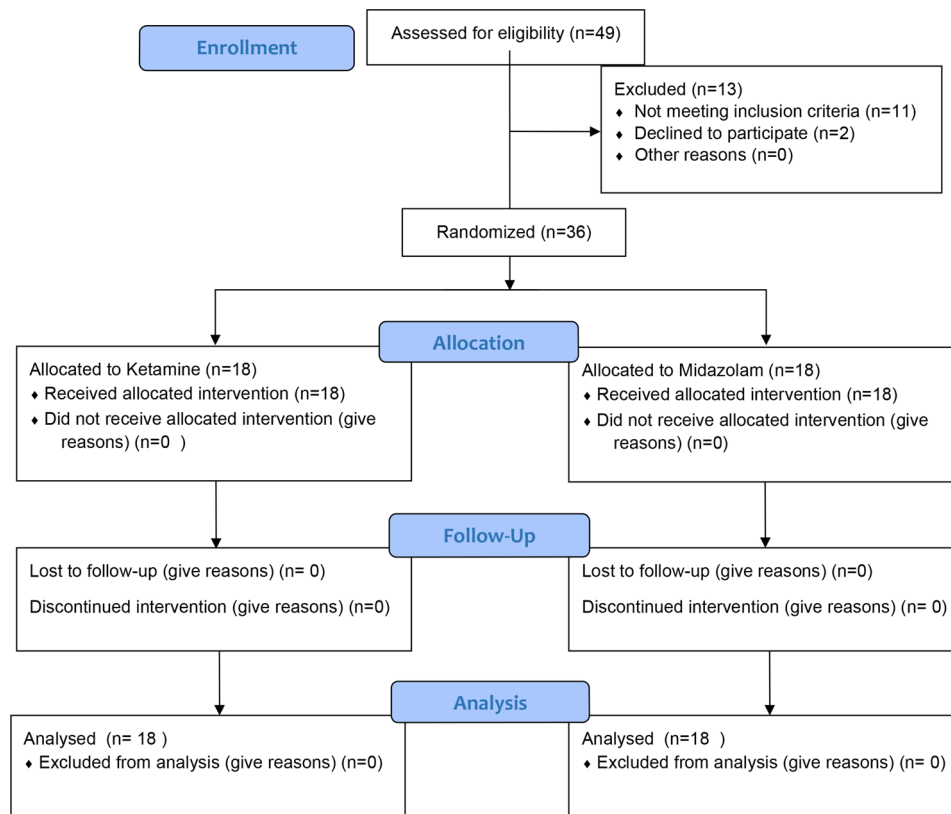 Enrollment
Assessed for eligibility (n=49)
Excluded (n=13)
♦ Not meeting inclusion criteria (n=11)
♦ Declined to participate (n=2)
♦ Other reasons (n=0)
Randomized (n=36)
Allocation
Allocated to Ketamine (n=18)
♦ Received allocated intervention (n=18)
♦ Did not receive allocated intervention (give
reasons) (n=0 )
Allocated to Midazolam (n=18)
♦ Received allocated intervention (n=18)
♦ Did not receive allocated intervention (give
reasons) (n=0)
Follow-Up
Lost to follow-up (give reasons) (n= 0)
Discontinued intervention (give reasons) (n=0)
Lost to follow-up (give reasons) (n=0)
Discontinued intervention (give reasons) (n= 0)
Analysis
Analysed (n= 18 )
♦ Excluded from analysis (give reasons) (n=0)
Analysed (n=18 )
♦ Excluded from analysis (give reasons) (n= 0)